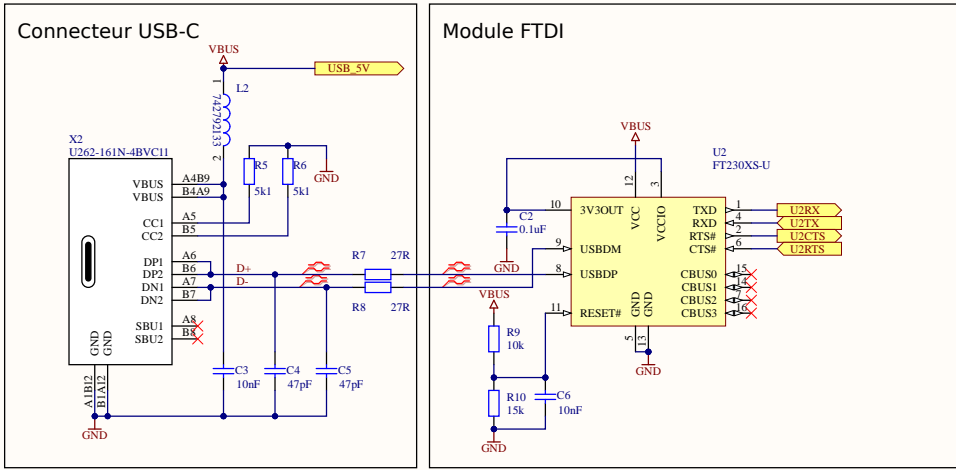 Connecteur USB-C
VBUS
USB_5V
1
L2
742792133
2
X2
U262-161N-4BVC11
VBUS A4B9
VBUS B4A9
CC1 A5
CC2 B5
DP1 A6
DP2 B6
DN1 A7
DN2 B7
SBU1 A8
SBU2 B8
GND
GND
A1B12
B1A12
GND
R5
5k1
R6
5k1
GND
D+
D-
R7 27R
R8 27R
C3
10nF
C4
47pF
C5
47pF
Module FTDI
VBUS
U2
FT230XS-U
12
3
VCC
VCCIO
10 3V3OUT
9 USBDM
8 USBDP
11 RESET#
TXD 1 U2RX
RXD 4 U2TX
RTS# 2 U2CTS
CTS# 6 U2RTS
CBUS0 15
CBUS1 14
CBUS2 7
CBUS3 16
GND
GND
5
13
GND
C2
0.1uF
GND
VBUS
R9
10k
R10
15k
C6
10nF
GND